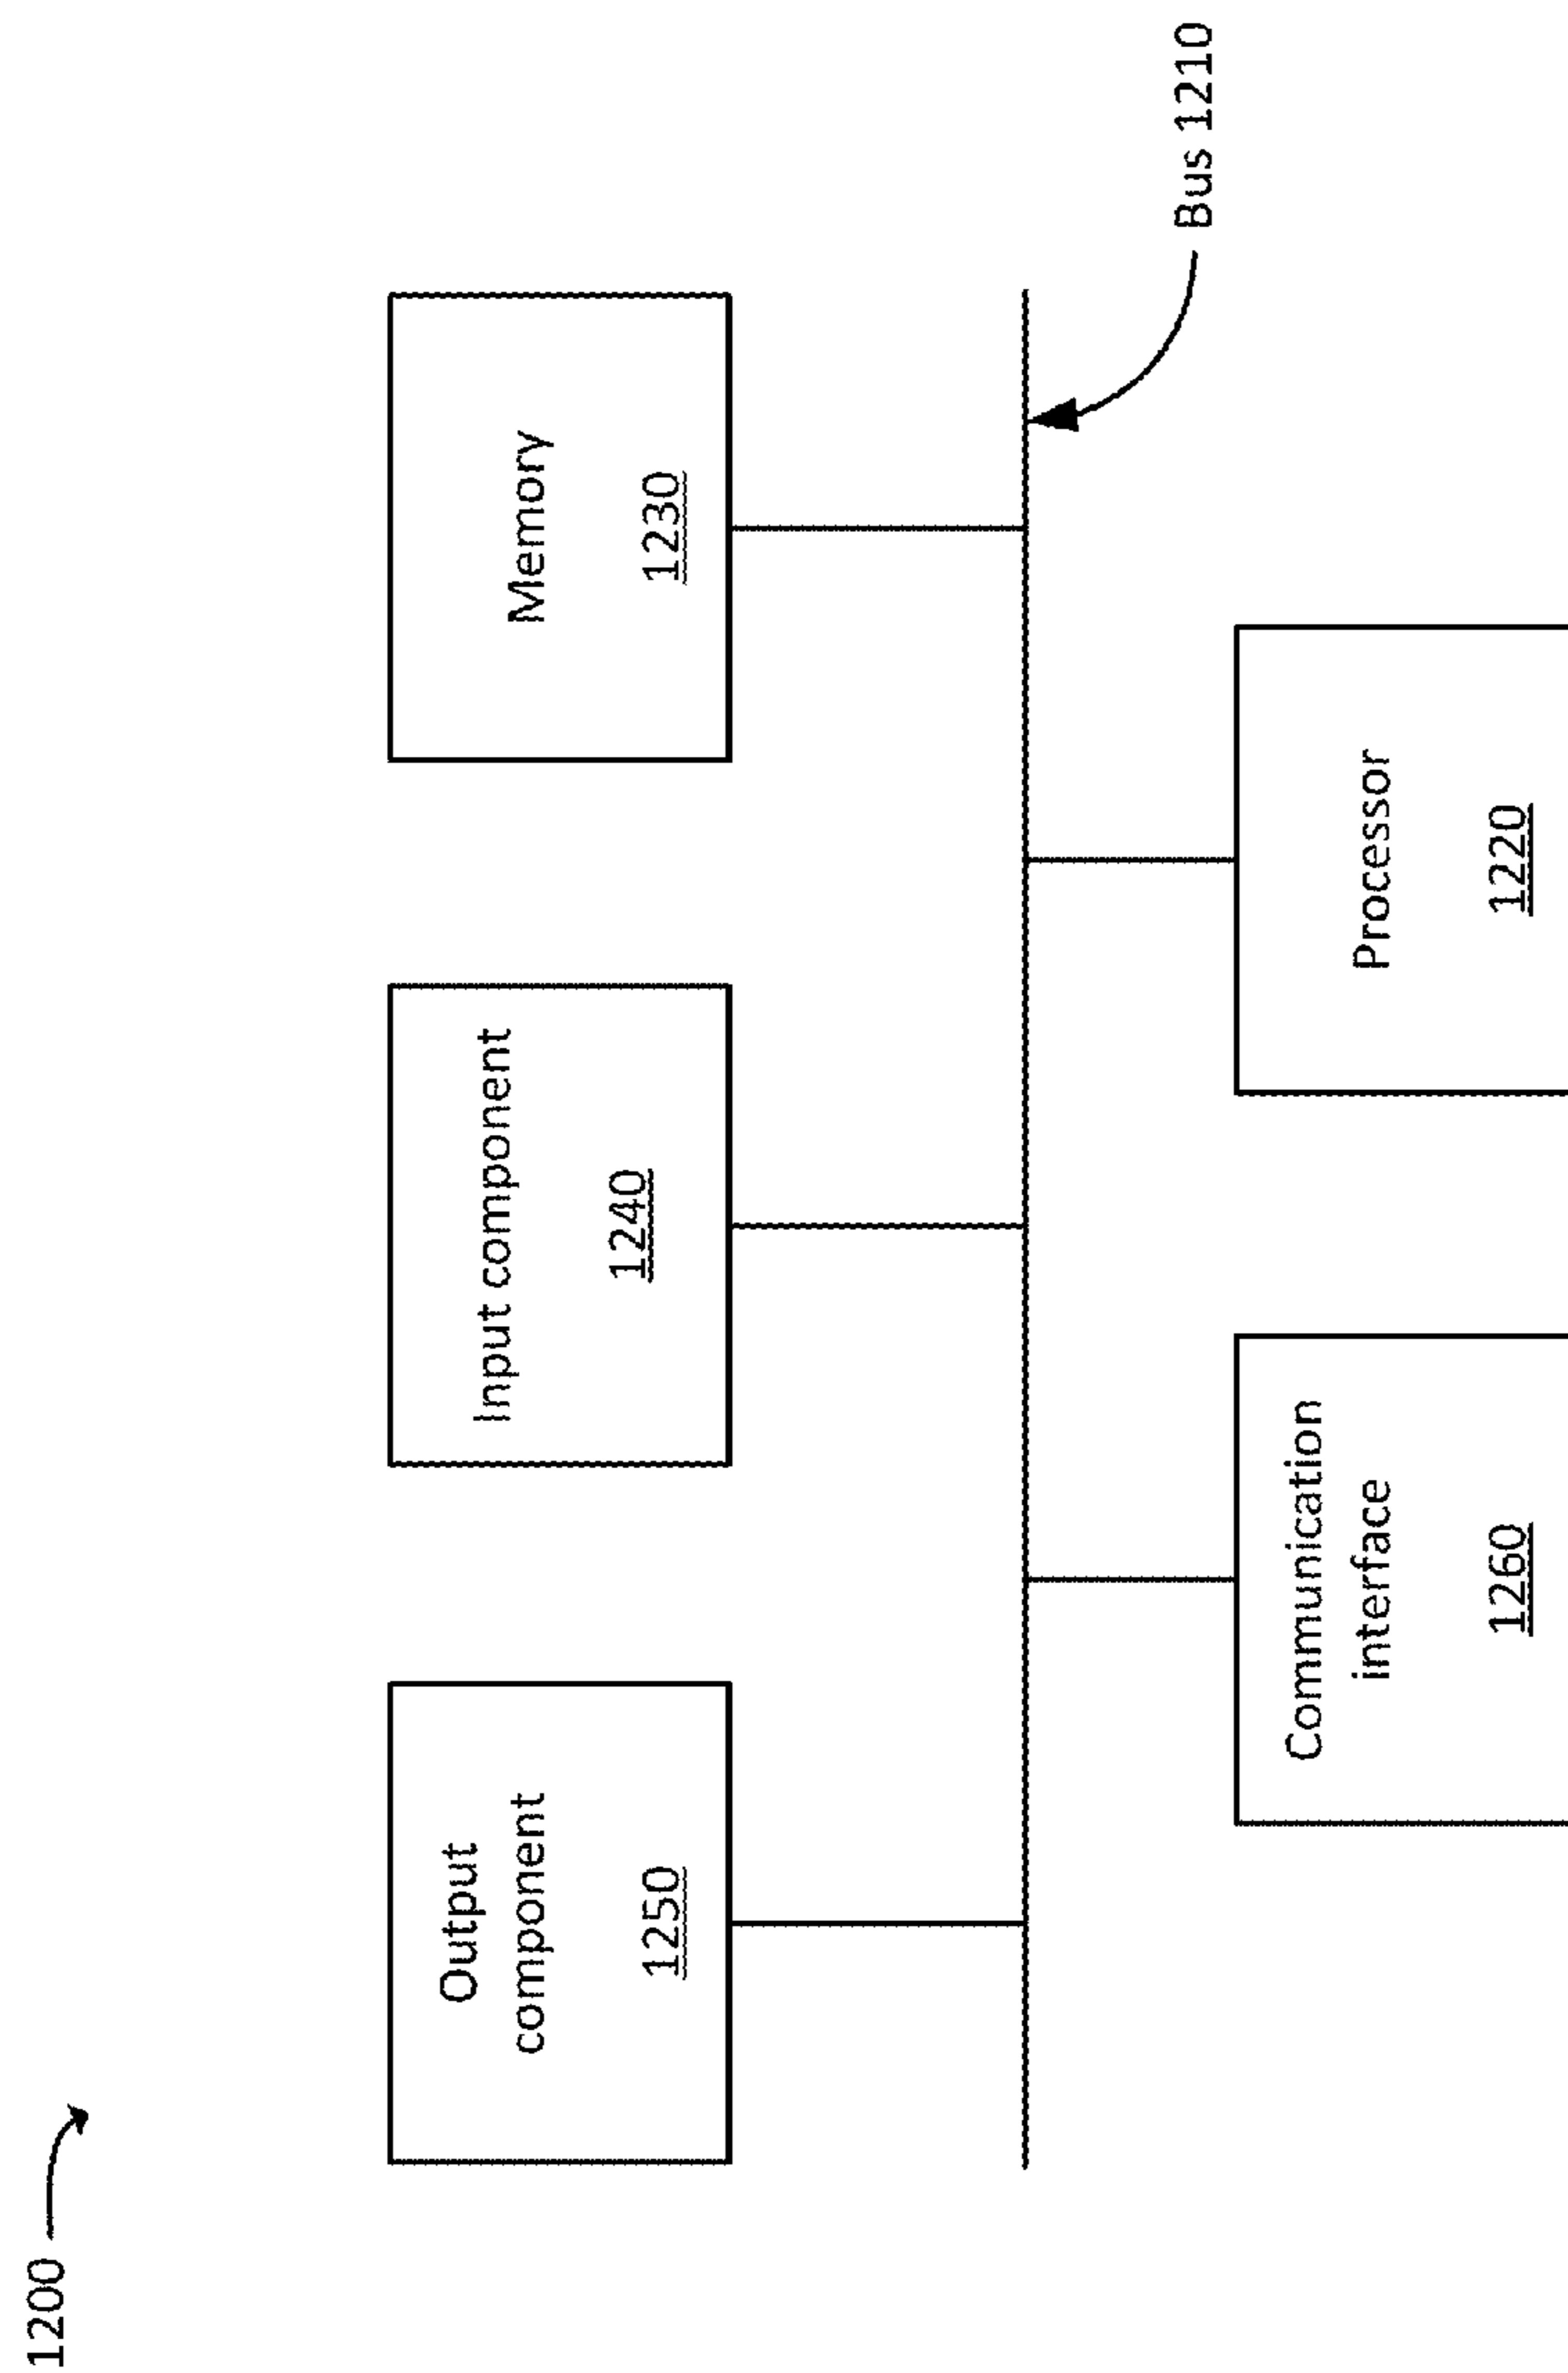 1200
Output
component
1250
Input component
1240
Memory
1230
Communication
interface
1260
Processor
1220
Bus 1210